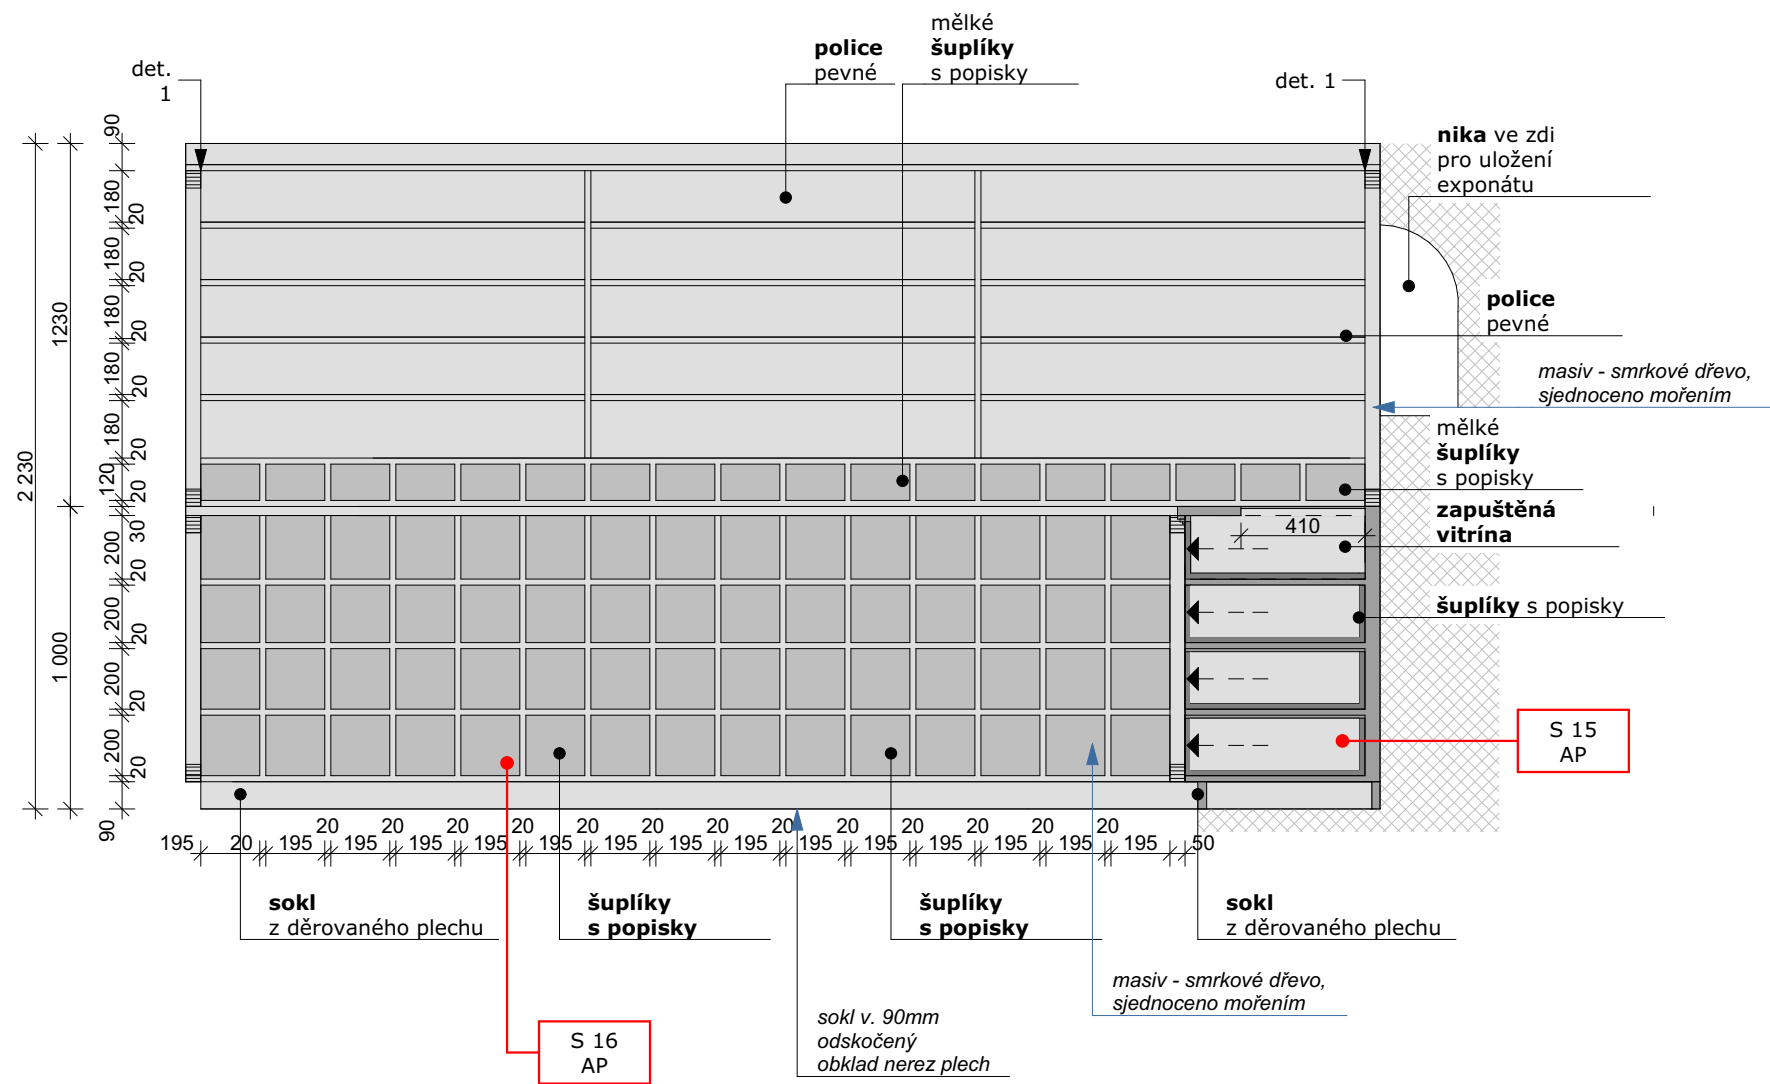 mělké
šuplíky
s popisky
police
pevné
det.
1
det. 1
nika ve zdi
pro uložení
exponátu
police
pevné
masiv - smrkové dřevo,
sjednoceno mořením
mělké
šuplíky
s popisky
zapuštěná
vitrína
šuplíky s popisky
S 15
AP
410
2 230
1230
1 000
90
180
20
180
20
180
20
180
20
180
20
120
20
30
200
20
200
20
200
20
200
20
90
20 20 20 20 20 20 20 20 20 20 20 20 20
195 20 195 195 195 195 195 195 195 195 195 195 195 195 195 195 50
sokl
z děrovaného plechu
šuplíky
s popisky
šuplíky
s popisky
sokl
z děrovaného plechu
masiv - smrkové dřevo,
sjednoceno mořením
sokl v. 90mm
odskočený
obklad nerez plech
S 16
AP